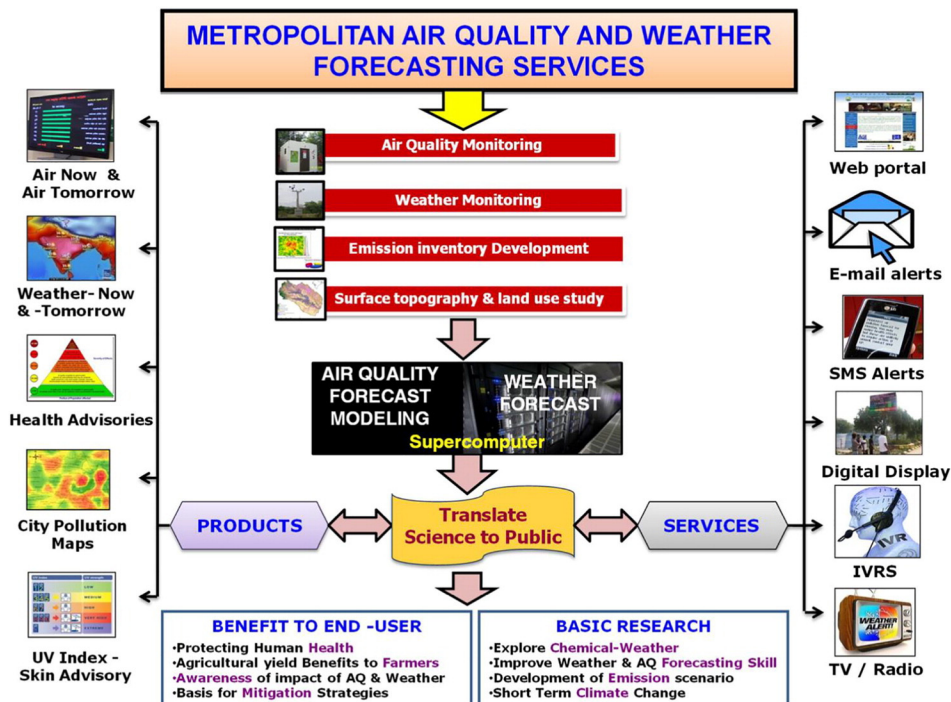 METROPOLITAN AIR QUALITY AND WEATHER
FORECASTING SERVICES
Air Now & 
Air Tomorrow
Weather- Now
& -Tomorrow
Health Advisories
City Pollution
Maps
UV Index -
Skin Advisory
Air Quality Monitoring
Weather Monitoring
Emission inventory Development
Surface topography & land use study
AIR QUALITY
FORECAST
MODELING
WEATHER
FORECAST
Supercomputer
PRODUCTS
Translate
Science to Public
SERVICES
BENEFIT TO END -USER
•Protecting Human Health
•Agricultural yield Benefits to Farmers
•Awareness of impact of AQ & Weather
•Basis for Mitigation Strategies
BASIC RESEARCH
•Explore Chemical-Weather
•Improve Weather & AQ Forecasting Skill
•Development of Emission scenario
•Short Term Climate Change
Web portal
E-mail alerts
SMS Alerts
Digital Display
IVR
IVRS
WEATHER
ALERT!
TV / Radio